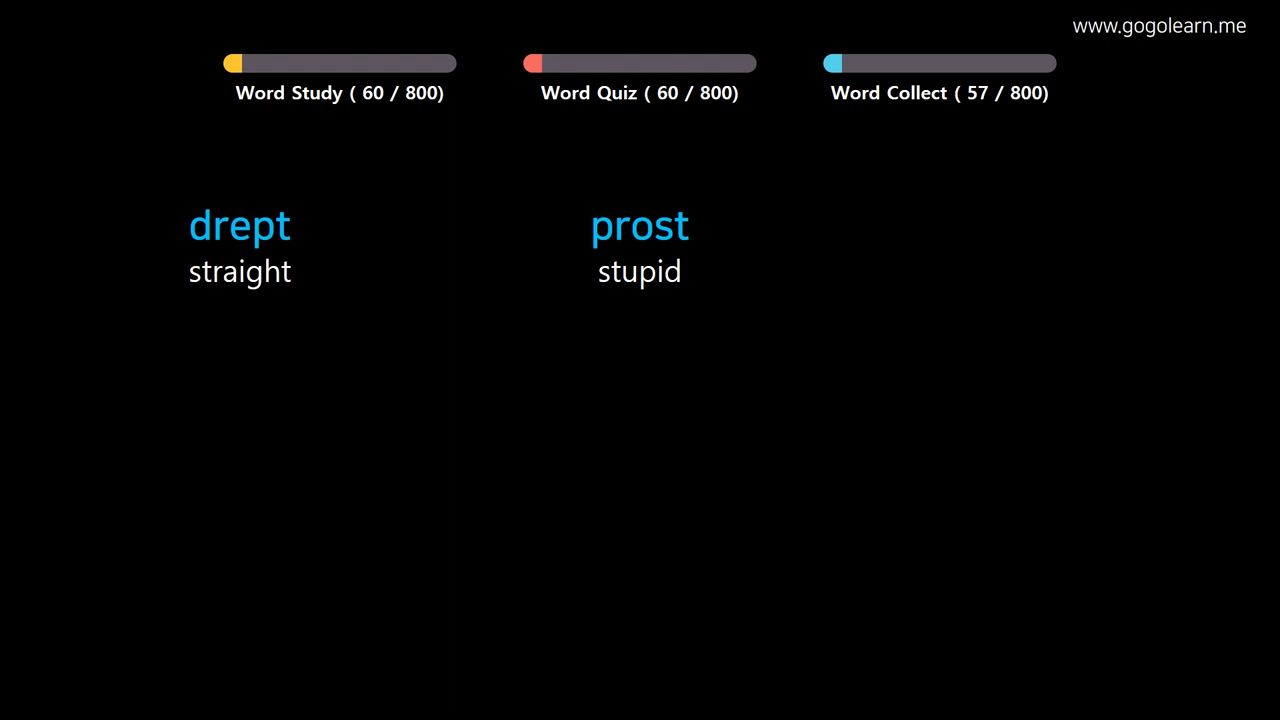 www.gogolearn.me
Word Study ( 60 / 800)
Word Quiz ( 60 / 800)
Word Collect ( 57 / 800)
drept
straight
prost
stupid